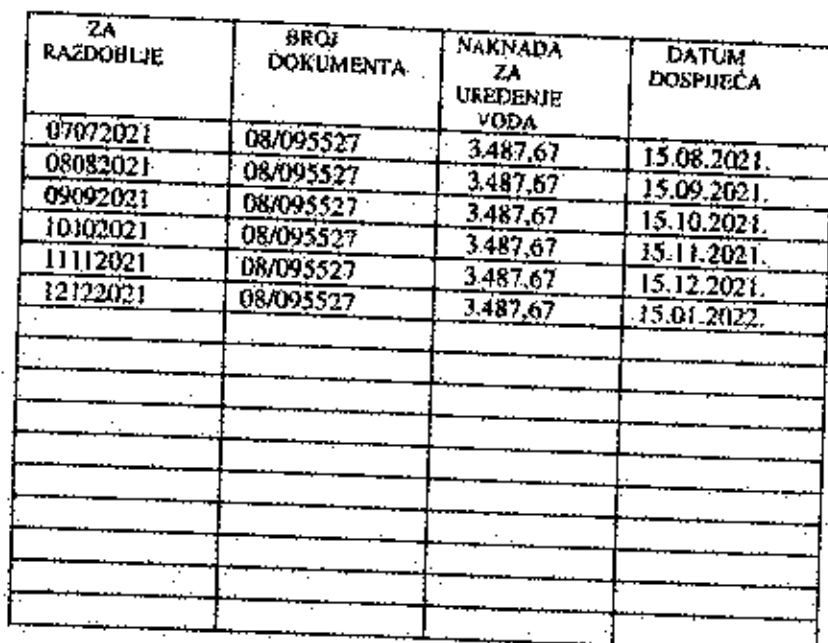 ZA RAZDOBLJE BROJ DOKUMENTA NAKNADA ZA UREĐENJE VODA DATUM DOSPIJEĆA
07072021 08/095527 3.487,67 15.08.2021.
08082021 08/095527 3.487,67 15.09.2021.
09092021 08/095527 3.487,67 15.10.2021.
10102021 08/095527 3.487,67 15.11.2021.
11112021 08/095527 3.487,67 15.12.2021.
12122021 08/095527 3.487,67 15.01.2022.